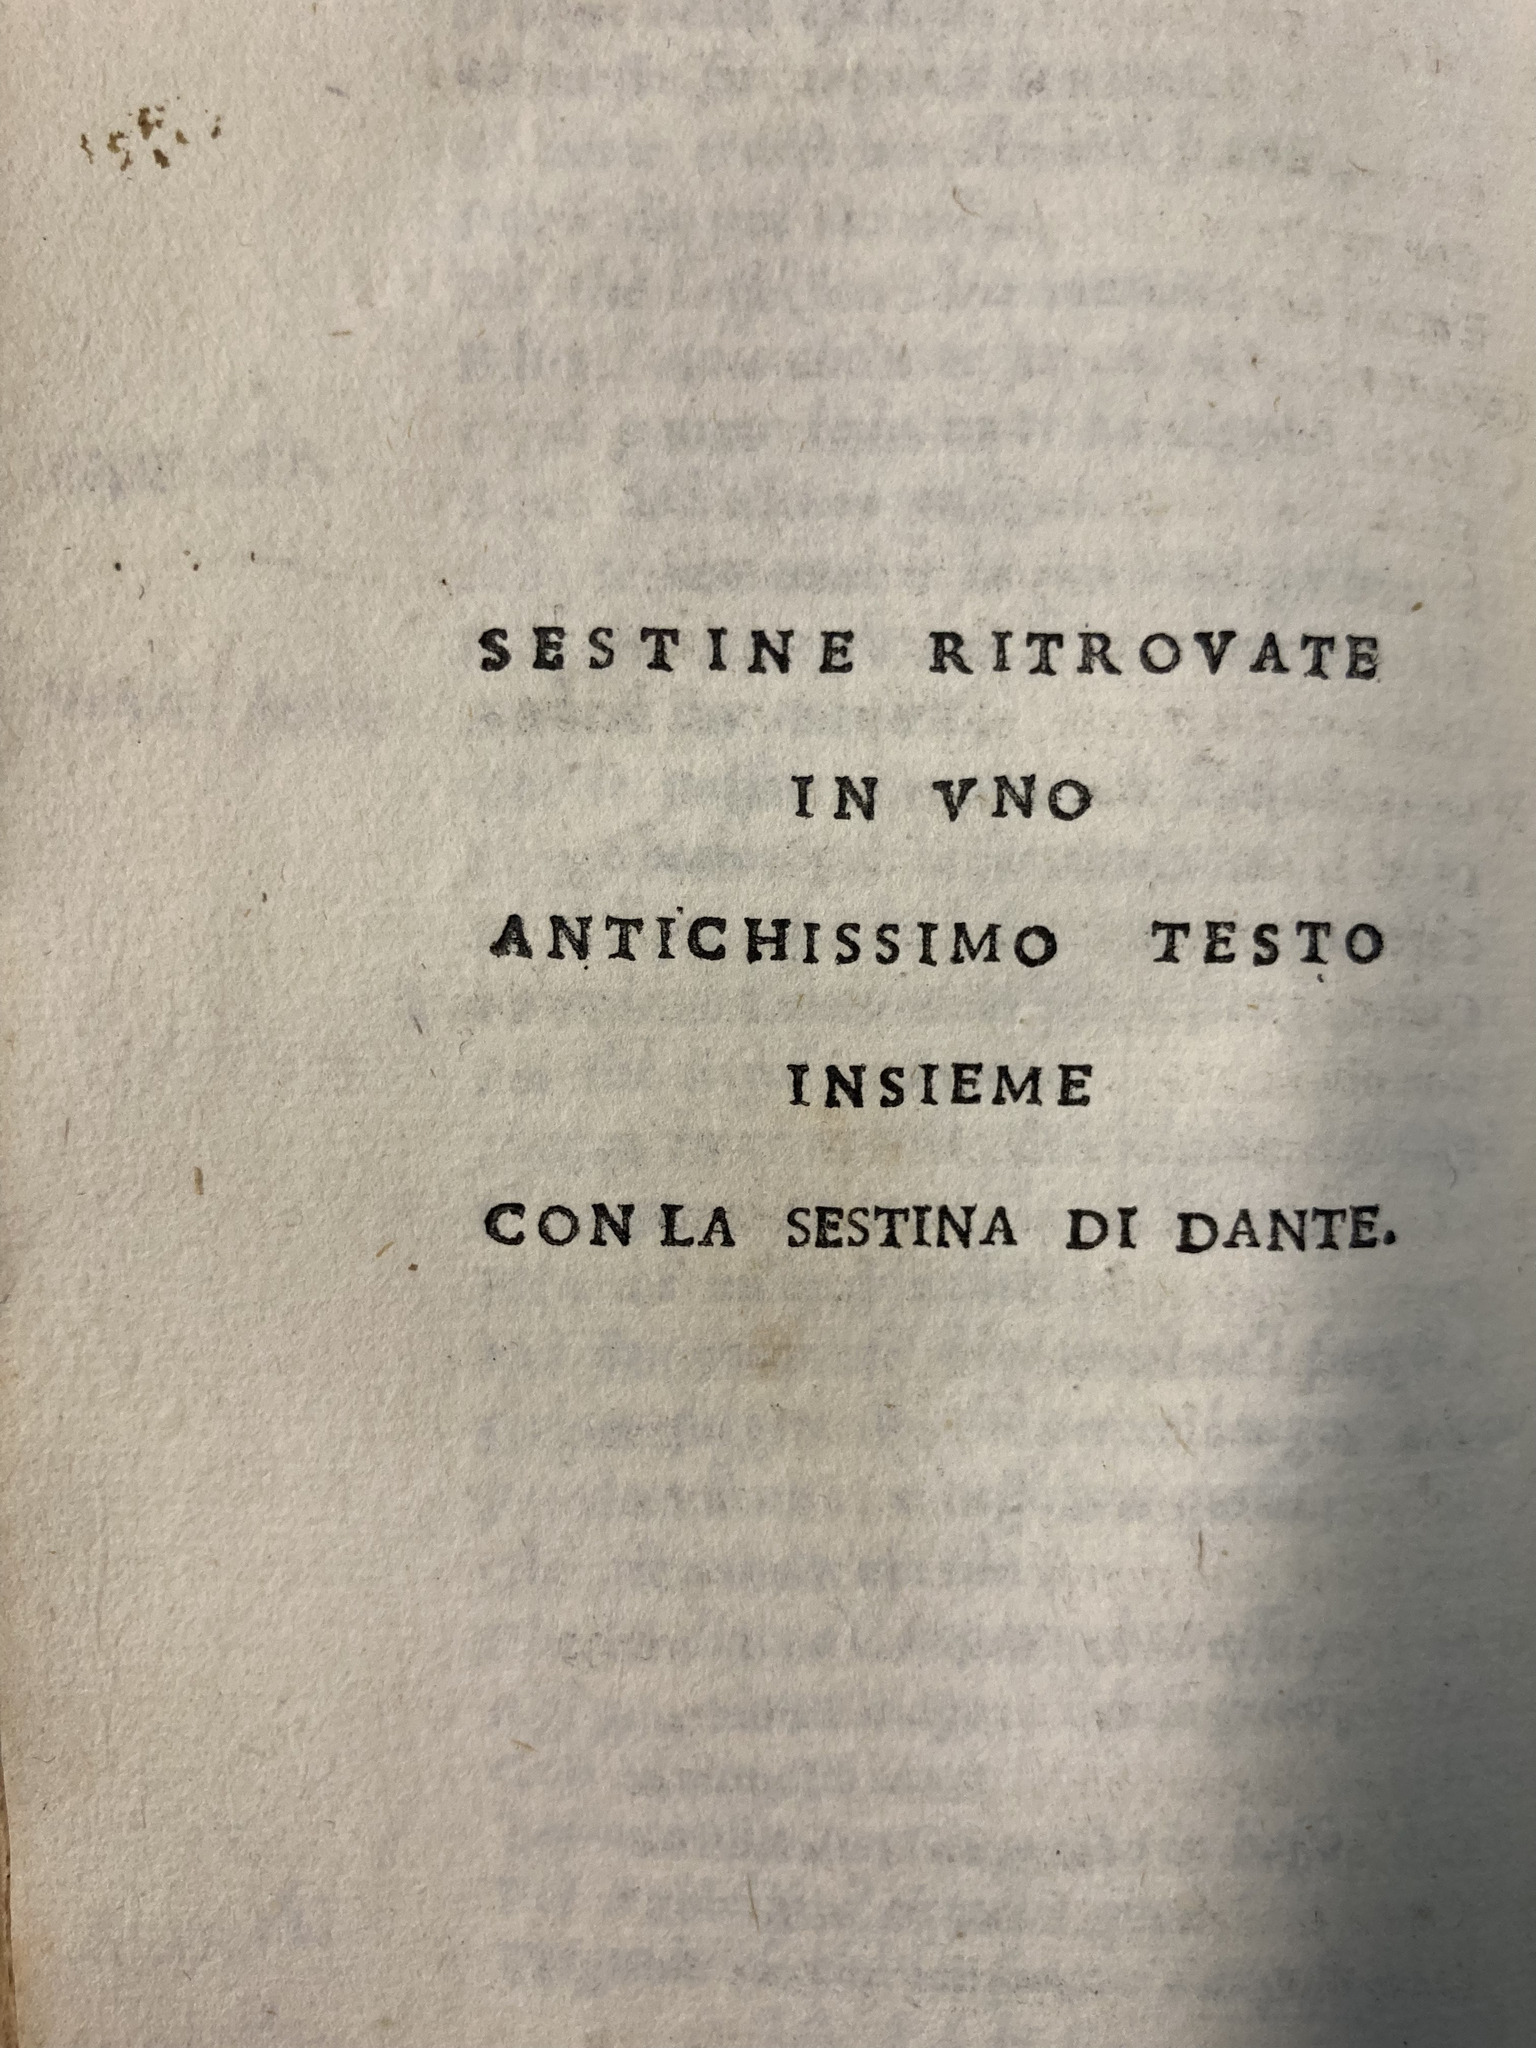 SESTINE RITROVATE
IN VNO
ANTICHISSIMO TESTO
INSIEME
CON LA SESTINA DI DANTE.